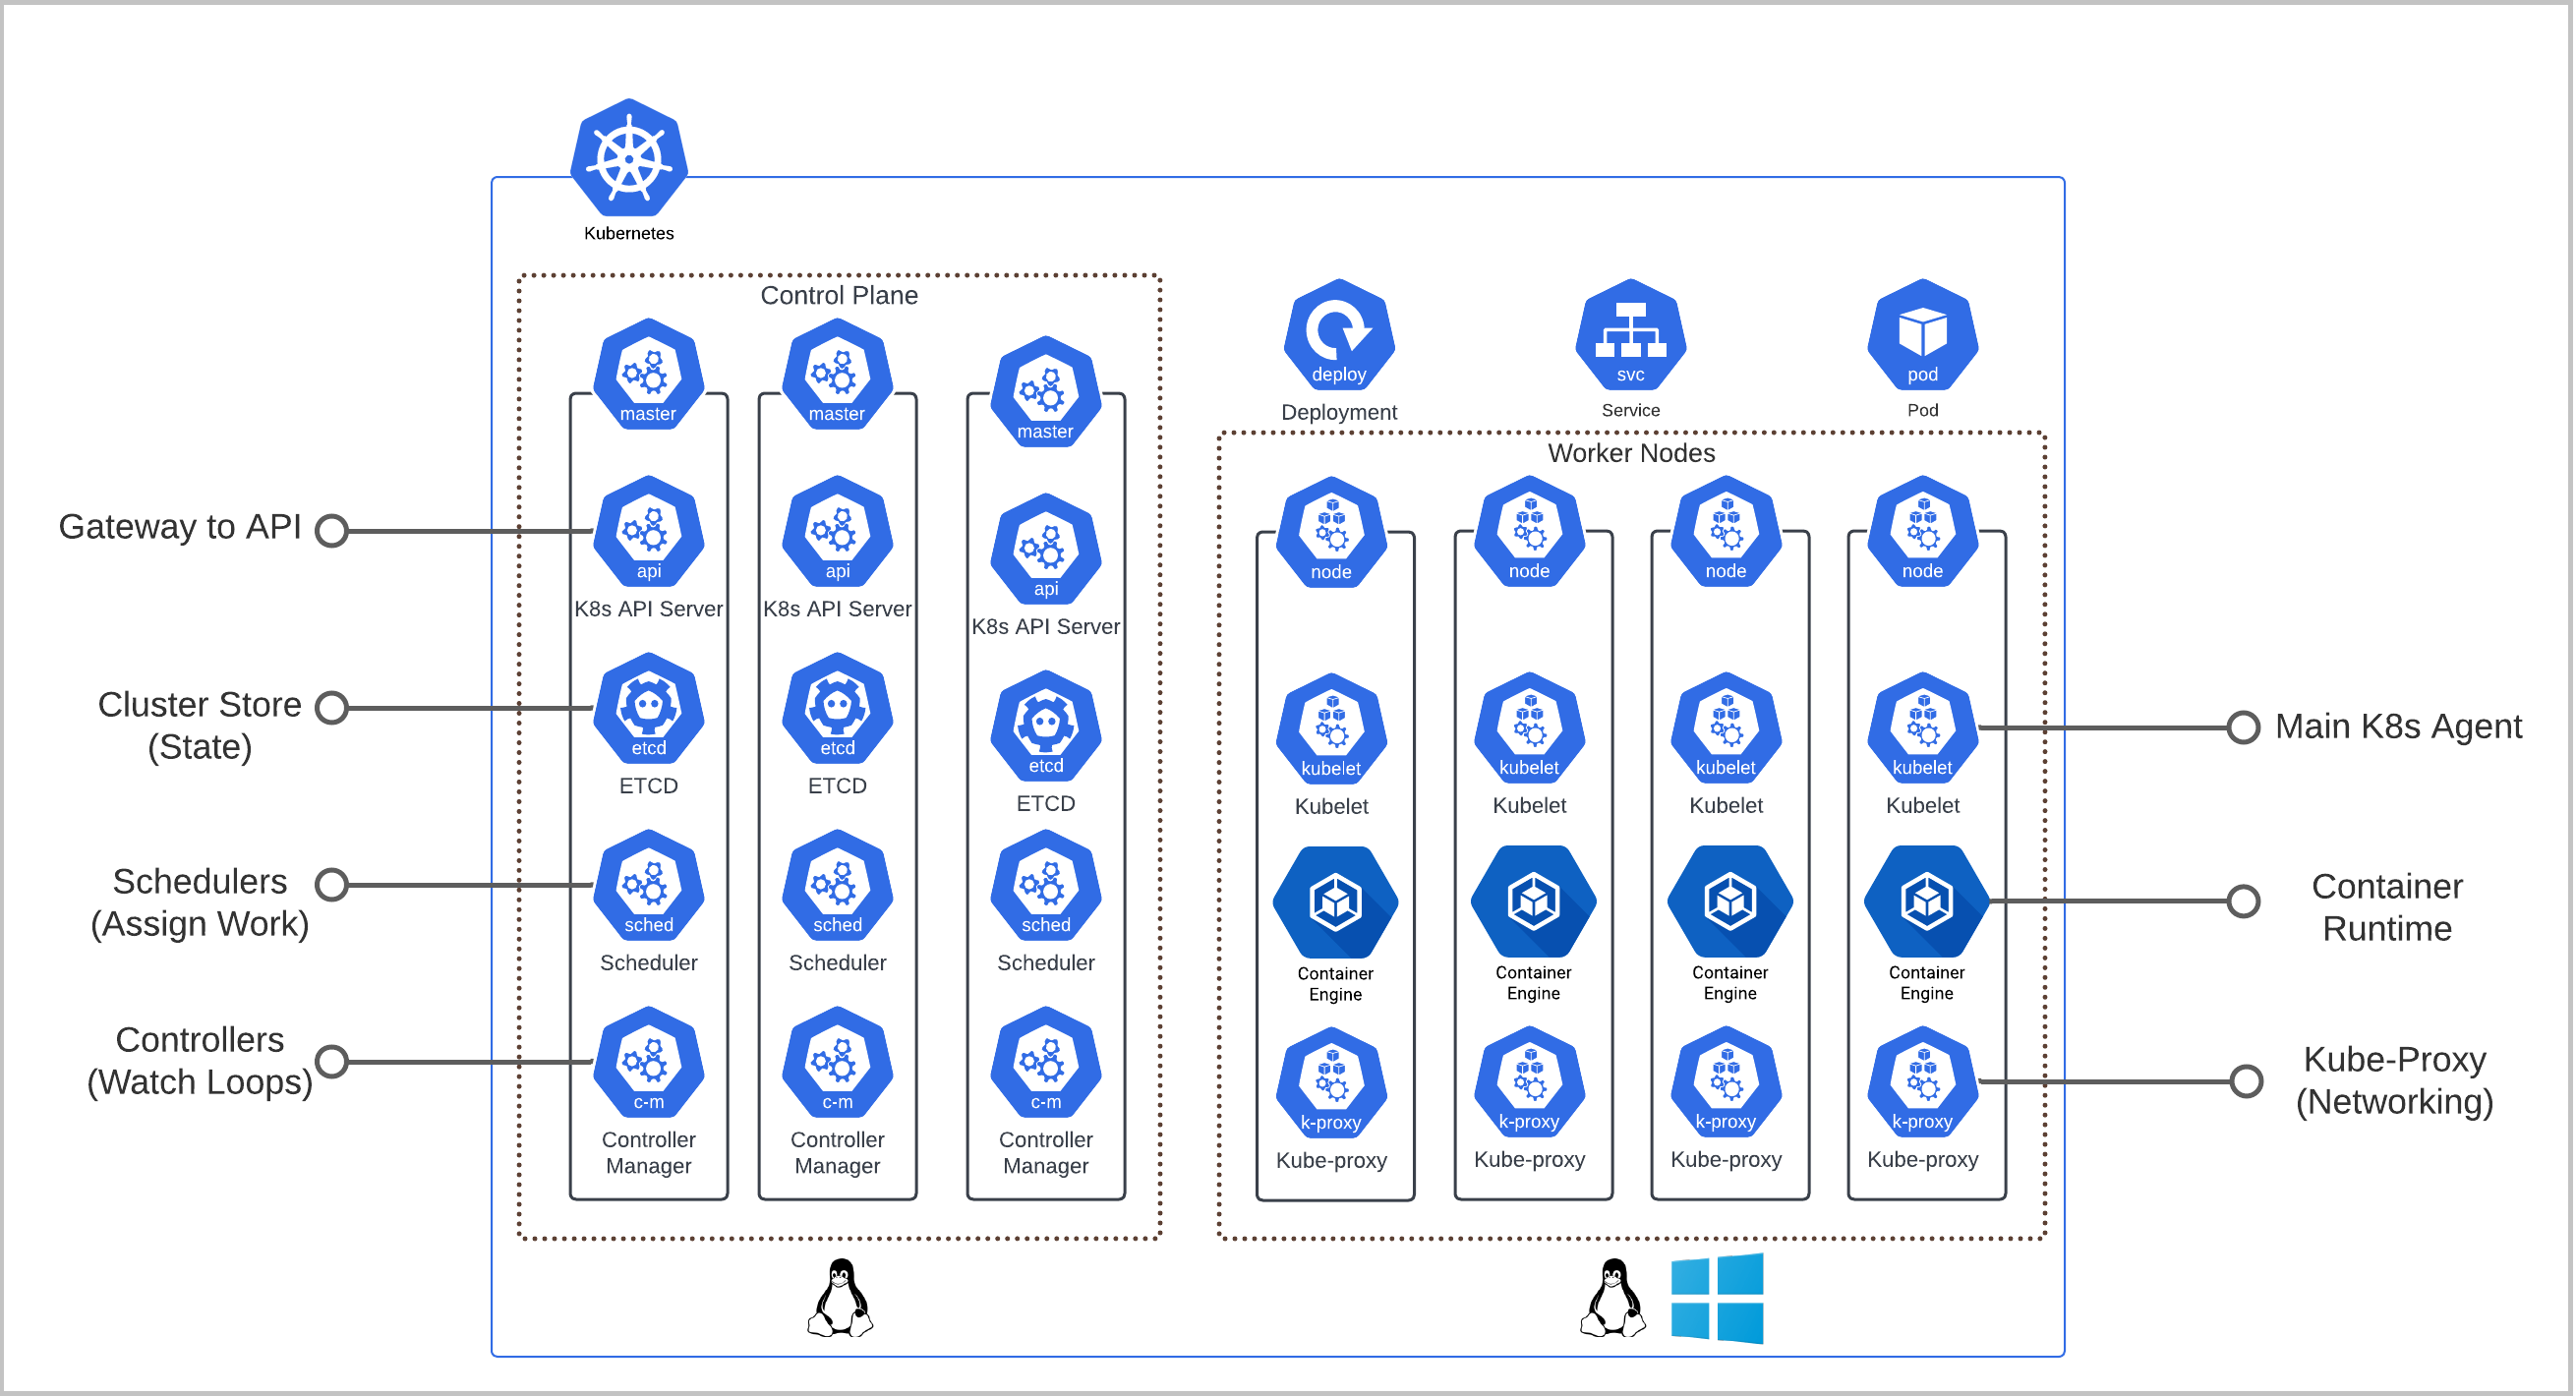 Kubernetes
Control Plane
master
master
master
deploy
svc
pod
Deployment
Service
Pod
Worker Nodes
Gateway to API
api
api
api
K8s API Server
K8s API Server
K8s API Server
node
node
node
node
Cluster Store
(State)
etcd
etcd
etcd
ETCD
ETCD
ETCD
kubelet
kubelet
kubelet
kubelet
Kubelet
Kubelet
Kubelet
Kubelet
Main K8s Agent
Schedulers
(Assign Work)
sched
sched
sched
Scheduler
Scheduler
Scheduler
Container
Engine
Container
Engine
Container
Engine
Container
Engine
Container
Runtime
Controllers
(Watch Loops)
c-m
c-m
c-m
Controller
Manager
Controller
Manager
Controller
Manager
k-proxy
k-proxy
k-proxy
k-proxy
Kube-proxy
Kube-proxy
Kube-proxy
Kube-proxy
Kube-Proxy
(Networking)